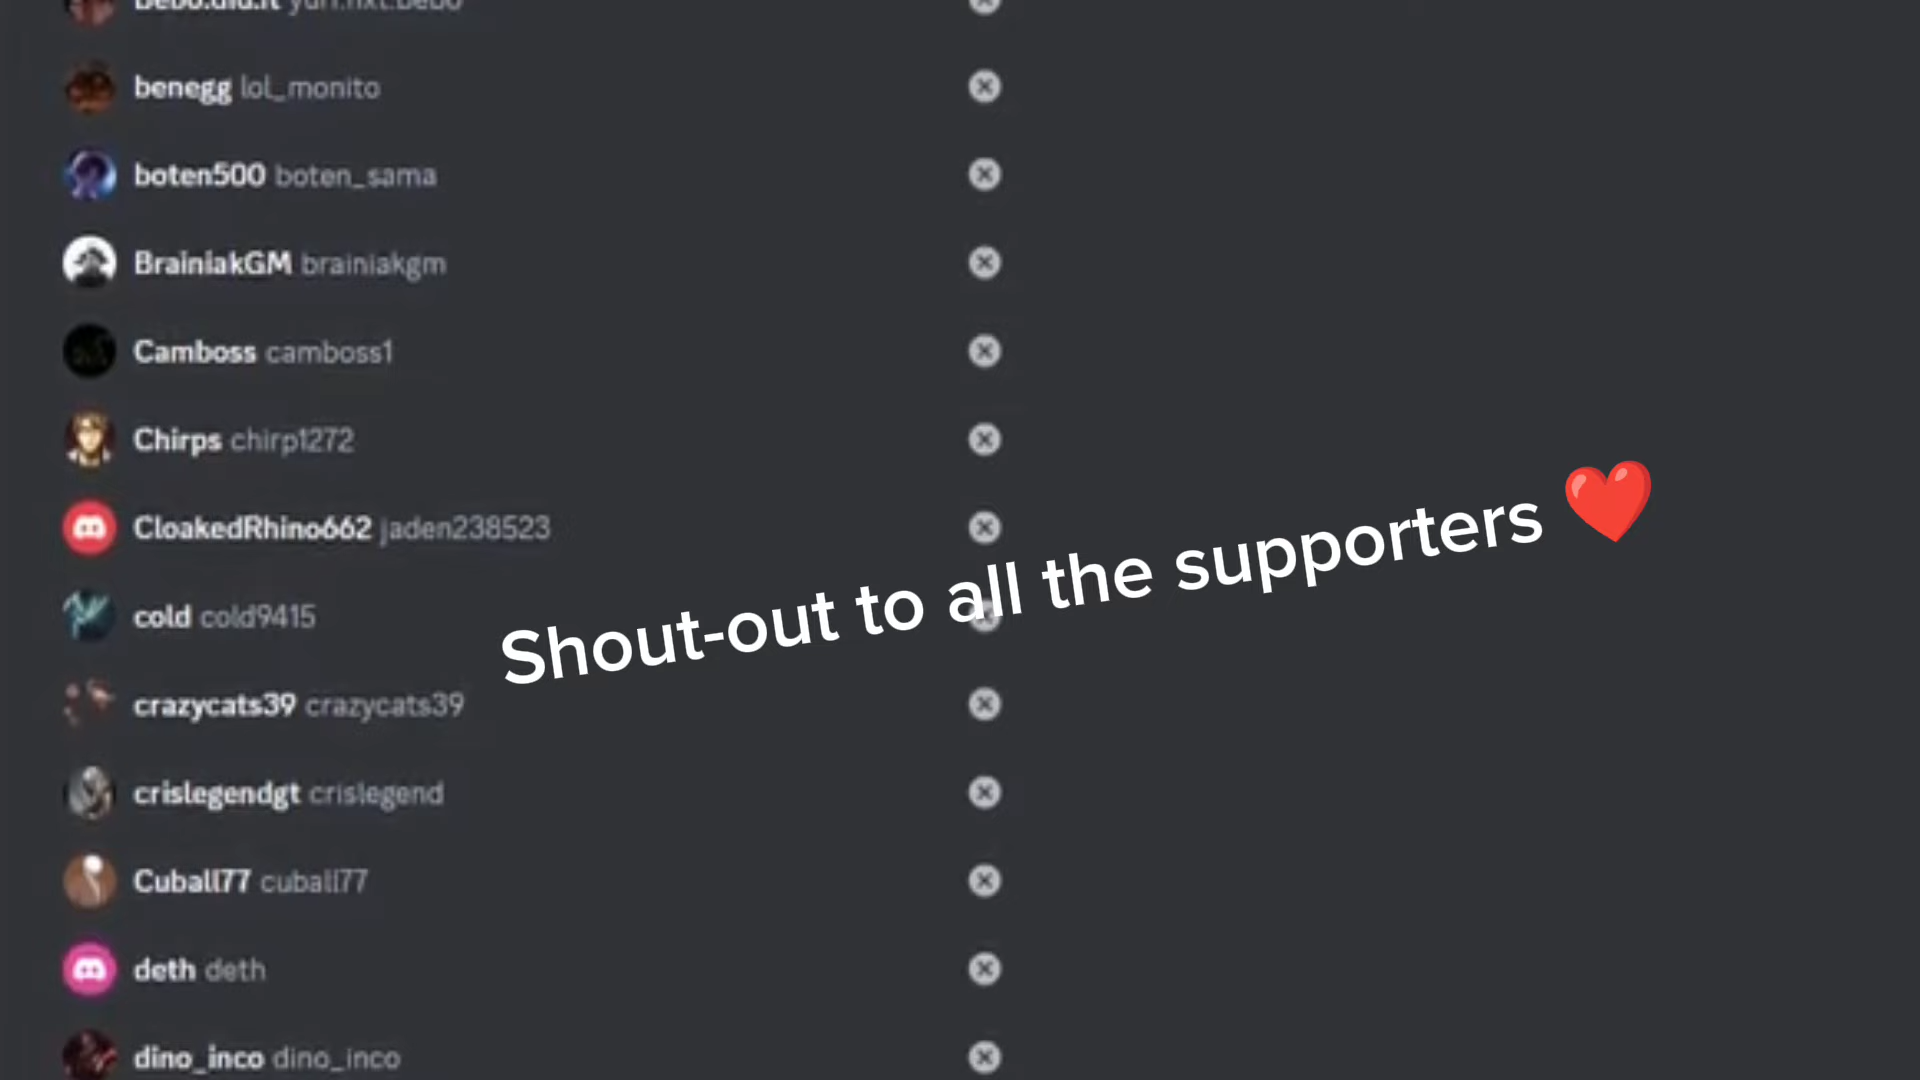 benegg lol_monito
boten500 boten_sama
BrainiakGM brainiakgm
Camboss camboss1
Chirps chirp1272
CloakedRhino662 jaden238523
cold cold9415
Shout-out to all the supporters ❤️
crazycats39 crazycats39
crislegendgt crislegend
Cuball77 cuball77
deth deth
dino_inco dino_inco